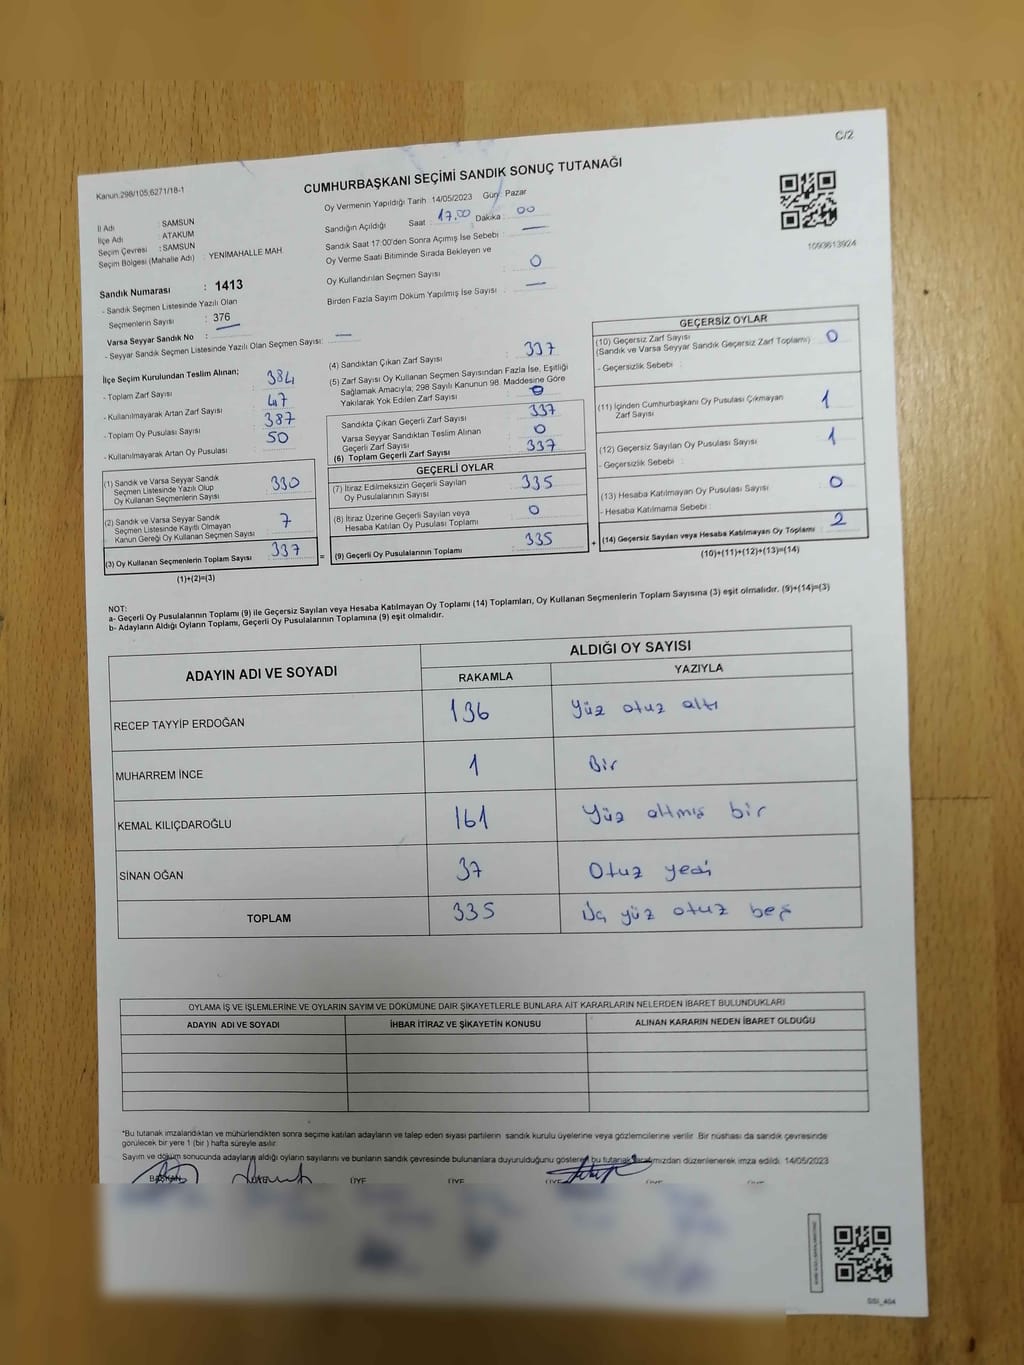 C/2
Kanun.298/105,6271/18-1
CUMHURBAŞKANI SEÇİMİ SANDIK SONUÇ TUTANAĞI
1093613924
İl Adı : SAMSUN
İlçe Adı : ATAKUM
Seçim Çevresi : SAMSUN
Seçim Bölgesi (Mahalle Adı) : YENİMAHALLE MAH.
Sandık Numarası : 1413
- Sandık Seçmen Listesinde Yazılı Olan
Seçmenlerin Sayısı : 376
Varsa Seyyar Sandık No :
- Seyyar Sandık Seçmen Listesinde Yazılı Olan Seçmen Sayısı: —
Oy Vermenin Yapıldığı Tarih 14/05/2023 Gün: Pazar
Sandığın Açıldığı Saat : 17.00 Dakika : 00
Sandık Saat 17:00'den Sonra Açımış İse Sebebi : —
Oy Verme Saati Bitiminde Sırada Bekleyen ve
Oy Kullandırılan Seçmen Sayısı : 0
Birden Fazla Sayım Döküm Yapılmış İse Sayısı : —
İlçe Seçim Kurulundan Teslim Alınan;
- Toplam Zarf Sayısı : 384
- Kullanılmayarak Artan Zarf Sayısı : 47
- Toplam Oy Pusulası Sayısı : 387
- Kullanılmayarak Artan Oy Pusulası : 50
(1) Sandık ve Varsa Seyyar Sandık
Seçmen Listesinde Yazılı Olup
Oy Kullanan Seçmenlerin Sayısı : 330
(2) Sandık ve Varsa Seyyar Sandık
Seçmen Listesinde Kayıtlı Olmayan
Kanun Gereği Oy Kullanan Seçmen Sayısı : 7
(3) Oy Kullanan Seçmenlerin Toplam Sayısı : 337
(1)+(2)=(3)
(4) Sandıktan Çıkan Zarf Sayısı : 337
(5) Zarf Sayısı Oy Kullanan Seçmen Sayısından Fazla İse, Eşitliği
Sağlamak Amacıyla; 298 Sayılı Kanunun 98. Maddesine Göre
Yakılarak Yok Edilen Zarf Sayısı : 0
Sandıkta Çıkan Geçerli Zarf Sayısı : 337
Varsa Seyyar Sandıktan Teslim Alınan
Geçerli Zarf Sayısı : 0
(6) Toplam Geçerli Zarf Sayısı : 337
GEÇERLİ OYLAR
(7) İtiraz Edilmeksizin Geçerli Sayılan
Oy Pusulalarının Sayısı : 335
(8) İtiraz Üzerine Geçerli Sayılan veya
Hesaba Katılan Oy Pusulası Toplamı : 0
= (9) Geçerli Oy Pusulalarının Toplamı : 335
GEÇERSİZ OYLAR
(10) Geçersiz Zarf Sayısı
(Sandık ve Varsa Seyyar Sandık Geçersiz Zarf Toplamı) : 0
- Geçersizlik Sebebi :
(11) İçinden Cumhurbaşkanı Oy Pusulası Çıkmayan
Zarf Sayısı : 1
(12) Geçersiz Sayılan Oy Pusulası Sayısı : 1
- Geçersizlik Sebebi :
(13) Hesaba Katılmayan Oy Pusulası Sayısı : 0
- Hesaba Katılmama Sebebi :
+ (14) Geçersiz Sayılan veya Hesaba Katılmayan Oy Toplamı : 2
(10)+(11)+(12)+(13)=(14)
NOT:
a- Geçerli Oy Pusulalarının Toplamı (9) ile Geçersiz Sayılan veya Hesaba Katılmayan Oy Toplamı (14) Toplamları, Oy Kullanan Seçmenlerin Toplam Sayısına (3) eşit olmalıdır. (9)+(14)=(3)
b- Adayların Aldığı Oyların Toplamı, Geçerli Oy Pusulalarının Toplamına (9) eşit olmalıdır.
ADAYIN ADI VE SOYADI ALDIĞI OY SAYISI
RAKAMLA YAZIYLA
RECEP TAYYİP ERDOĞAN 136 Yüz otuz altı
MUHARREM İNCE 1 Bir
KEMAL KILIÇDAROĞLU 161 Yüz altmış bir
SİNAN OĞAN 37 Otuz yedi
TOPLAM 335 Üç yüz otuz beş
OYLAMA İŞ VE İŞLEMLERİNE VE OYLARIN SAYIM VE DÖKÜMÜNE DAİR ŞİKAYETLERLE BUNLARA AİT KARARLARIN NELERDEN İBARET BULUNDUKLARI
ADAYIN ADI VE SOYADI İHBAR İTİRAZ VE ŞİKAYETİN KONUSU ALINAN KARARIN NEDEN İBARET OLDUĞU
*Bu tutanak imzalandıktan ve mühürlendikten sonra seçime katılan adayların ve talep eden siyasi partilerin sandık kurulu üyelerine veya gözlemcilerine verilir. Bir nüshası da sandık çevresinde
görülecek bir yere 1 (bir ) hafta süreyle asılır.
Sayım ve döküm sonucunda adayların aldığı oyların sayılarını ve bunların sandık çevresinde bulunanlara duyurulduğunu gösteren bu tutanak tarafımızdan düzenlenerek imza edildi. 14/05/2023
BAŞKAN ÜYE ÜYE ÜYE
SSI_404